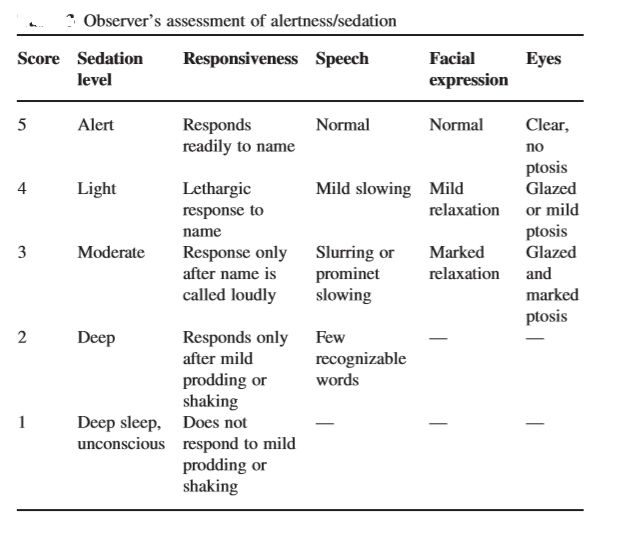 Observer's assessment of alertness/sedation
Score Sedation level Responsiveness Speech Facial expression Eyes
5 Alert Responds readily to name Normal Normal Clear, no ptosis
4 Light Lethargic response to name Mild slowing Mild relaxation Glazed or mild ptosis
3 Moderate Response only after name is called loudly Slurring or prominet slowing Marked relaxation Glazed and marked ptosis
2 Deep Responds only after mild prodding or shaking Few recognizable words — —
1 Deep sleep, unconscious Does not respond to mild prodding or shaking — — —